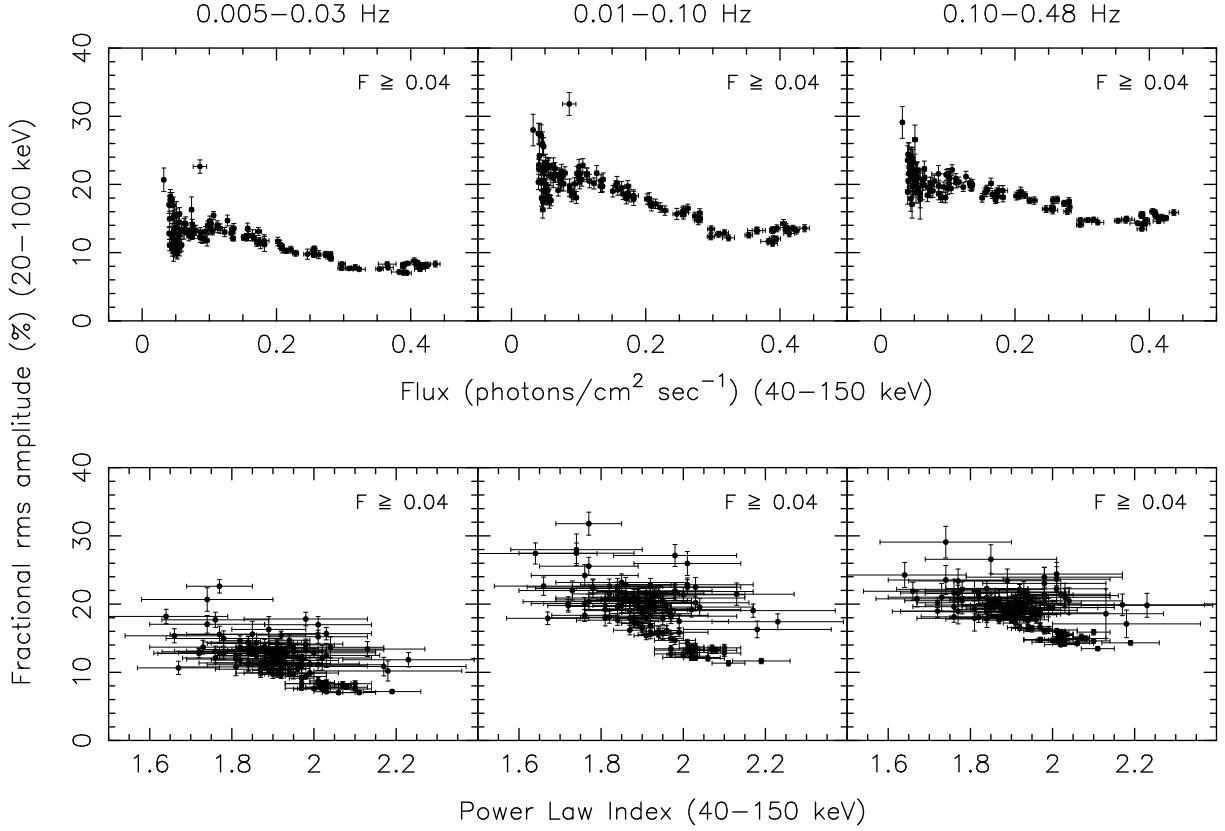 0.005−0.03 Hz 0.01−0.10 Hz 0.10−0.48 Hz
F ≧ 0.04 F ≧ 0.04 F ≧ 0.04
40
30
20
10
0
0 0.2 0.4 0 0.2 0.4 0 0.2 0.4
Flux (photons/cm² sec⁻¹) (40−150 keV)
Fractional rms amplitude (%) (20−100 keV)
F ≧ 0.04 F ≧ 0.04 F ≧ 0.04
40
30
20
10
0
1.6 1.8 2 2.2 1.6 1.8 2 2.2 1.6 1.8 2 2.2
Power Law Index (40−150 keV)